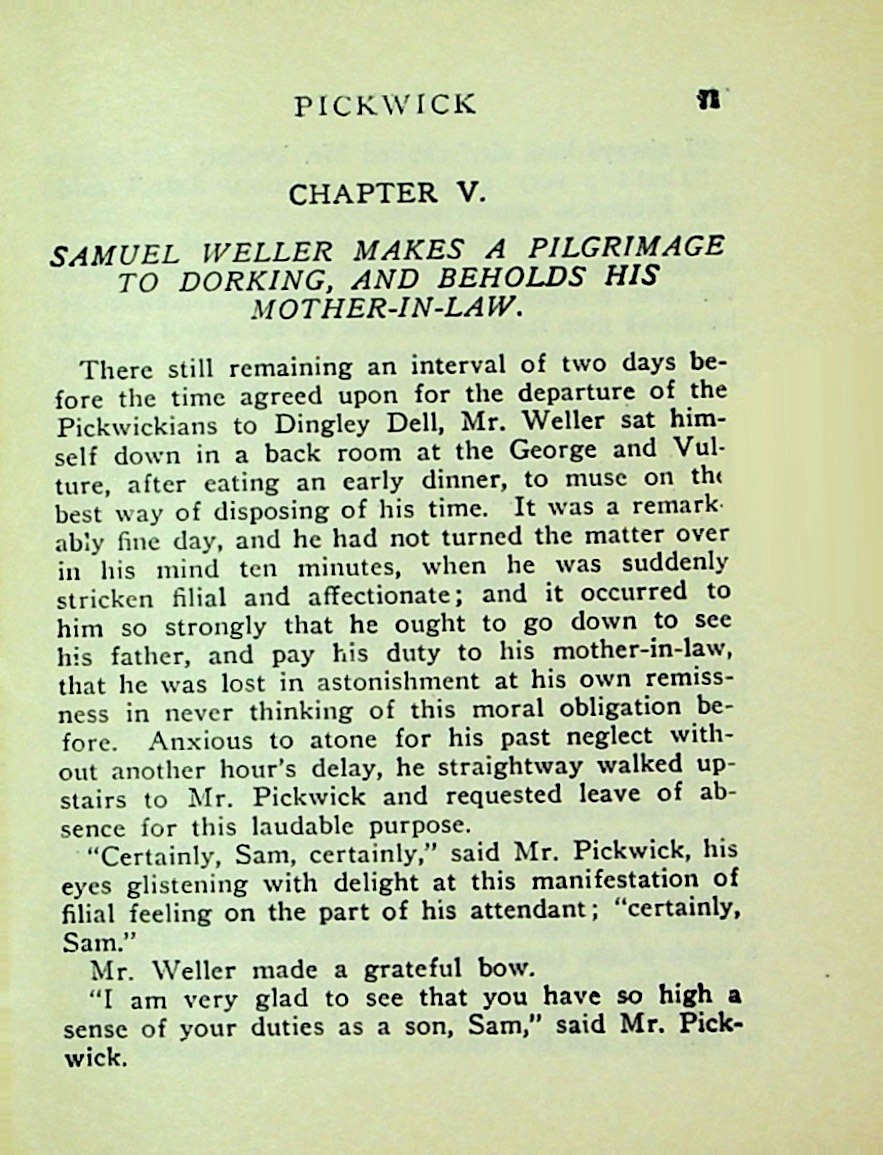 PICKWICK
CHAPTER V.
SAMUEL WELLER MAKES A PILGRIMAGE
TO DORKING, AND BEHOLDS HIS
MOTHER-IN-LAW.
There still remaining an interval of two days be-
fore the time agreed upon for the departure of the
Pickwickians to Dingley Dell, Mr. Weller sat him-
self down in a back room at the George and Vul-
ture, after eating an early dinner, to muse on the
best way of disposing of his time. It was a remark-
ably fine day, and he had not turned the matter over
in his mind ten minutes, when he was suddenly
stricken filial and affectionate; and it occurred to
him so strongly that he ought to go down to see
his father, and pay his duty to his mother-in-law,
that he was lost in astonishment at his own remiss-
ness in never thinking of this moral obligation be-
fore. Anxious to atone for his past neglect with-
out another hour's delay, he straightway walked up-
stairs to Mr. Pickwick and requested leave of ab-
sence for this laudable purpose.
"Certainly, Sam, certainly," said Mr. Pickwick, his
eyes glistening with delight at this manifestation of
filial feeling on the part of his attendant; "certainly,
Sam."
Mr. Weller made a grateful bow.
"I am very glad to see that you have so high a
sense of your duties as a son, Sam," said Mr. Pick-
wick.